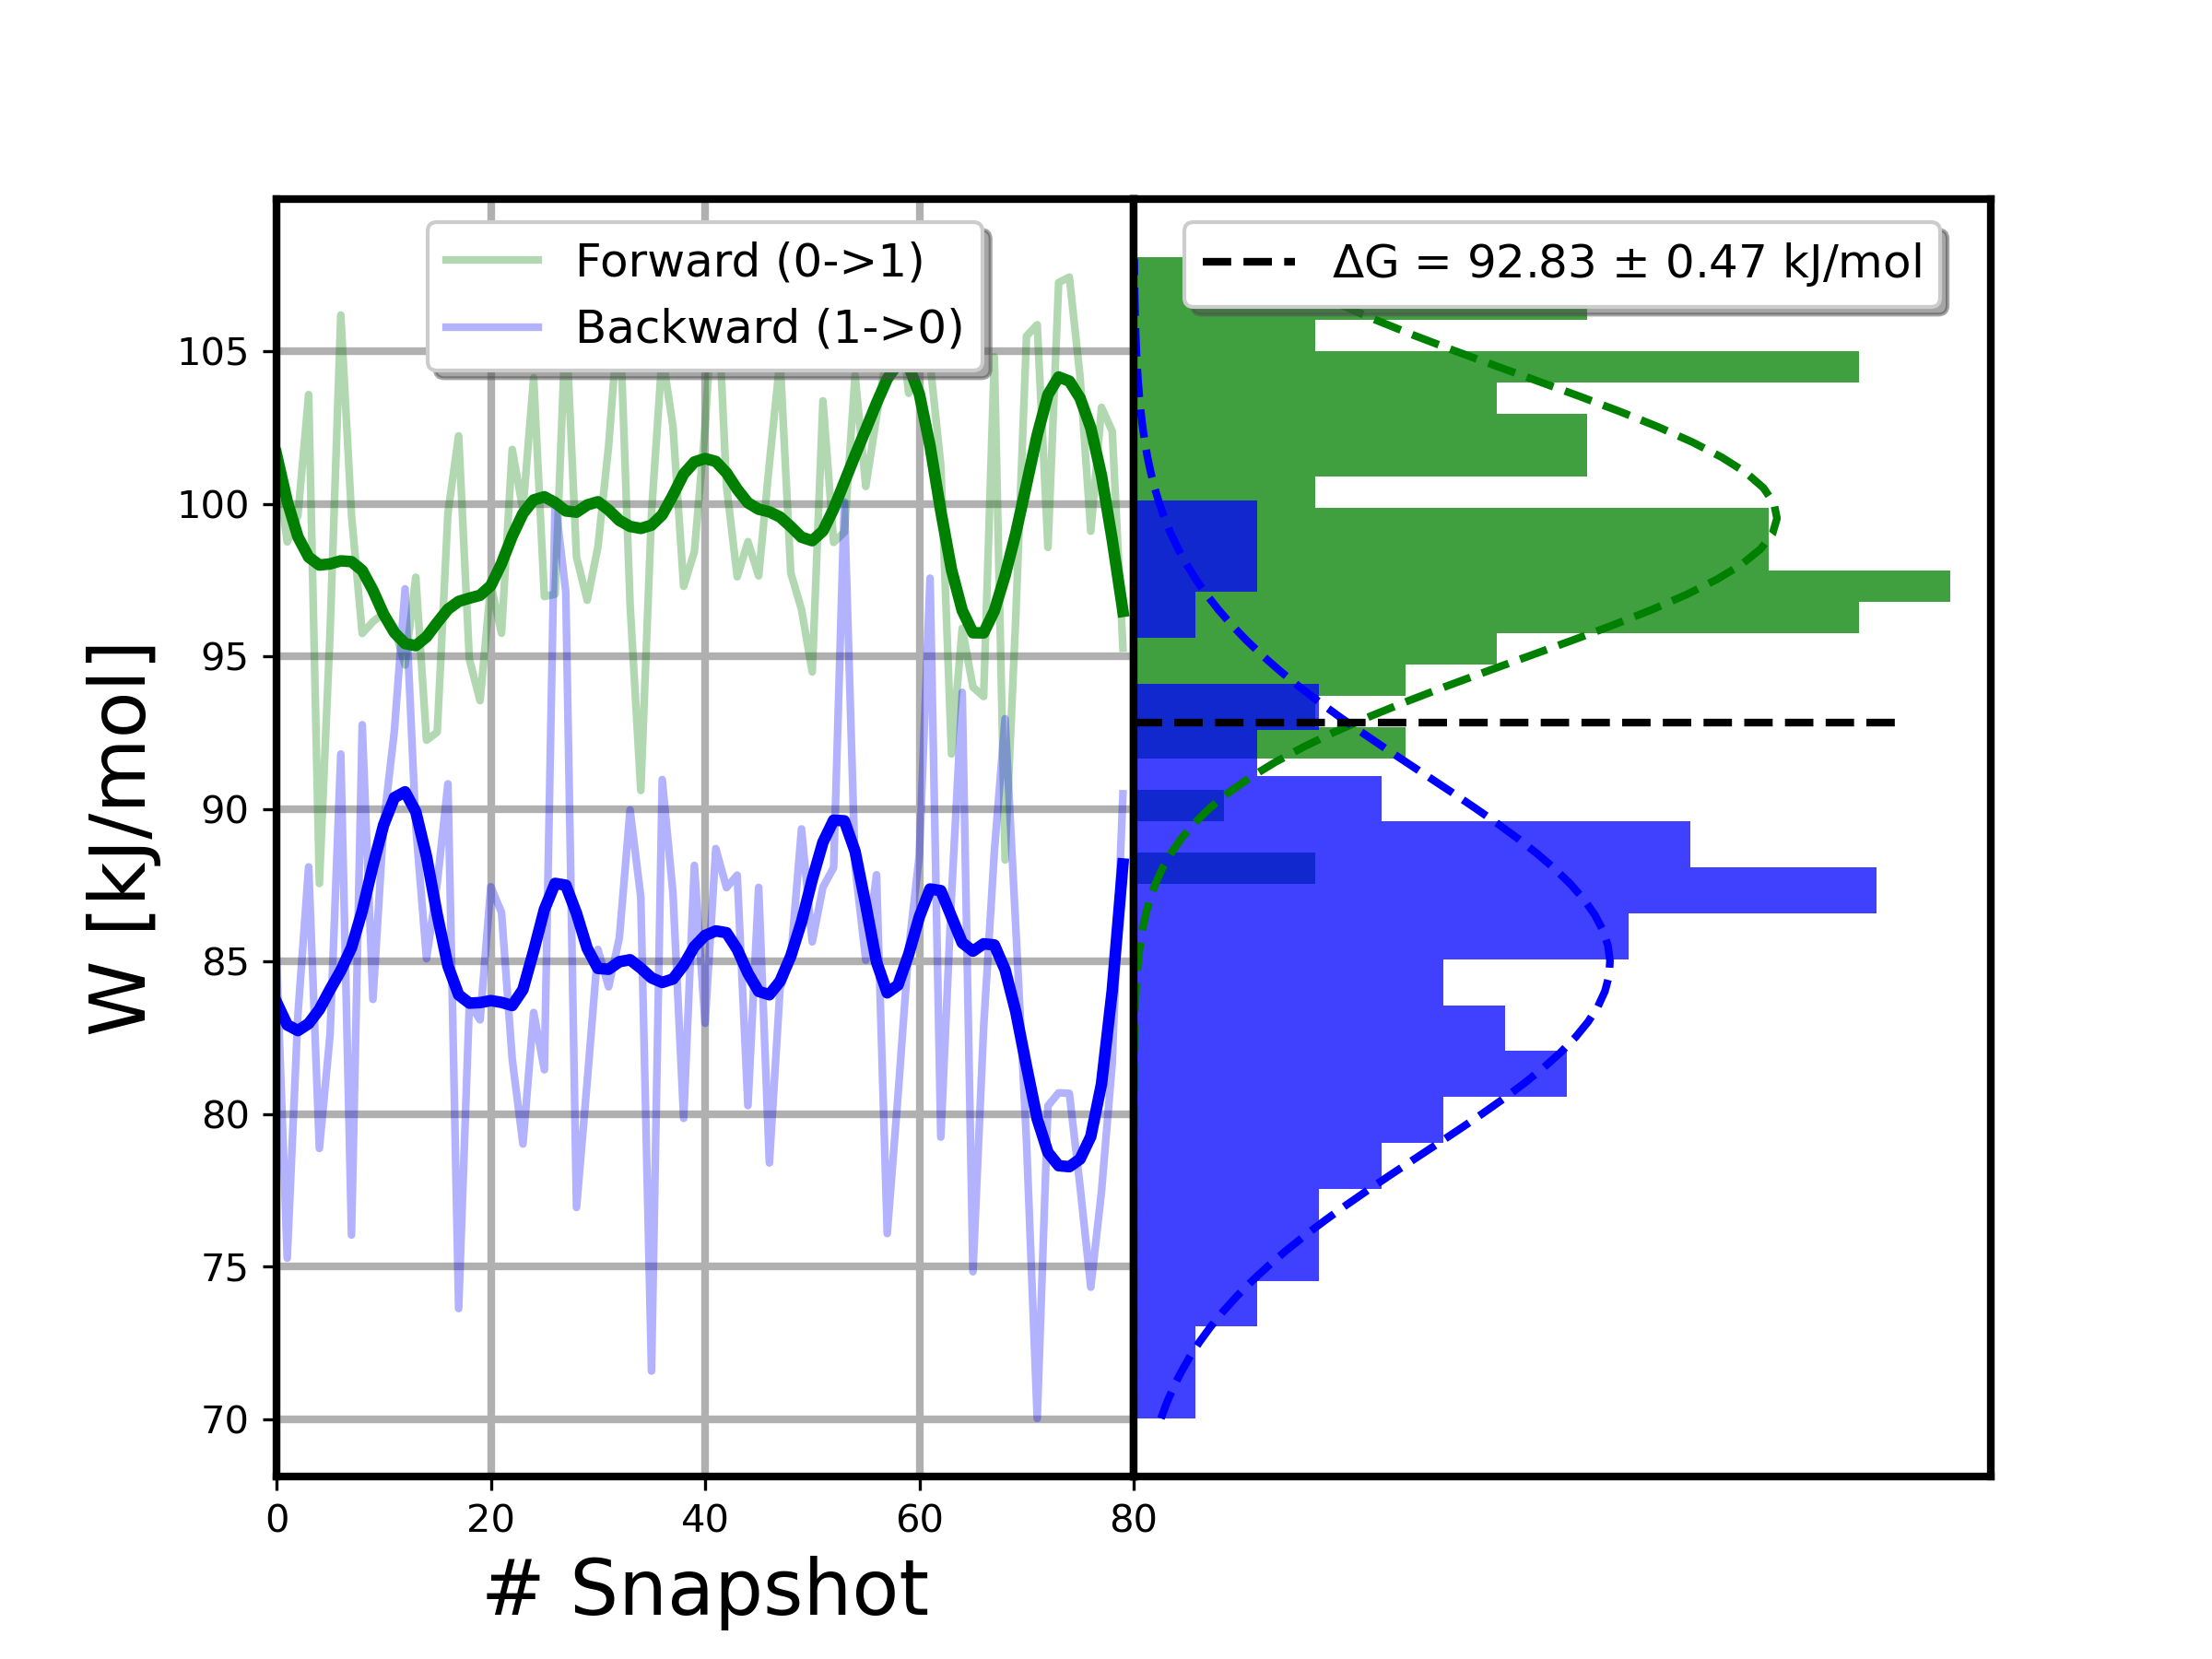 Forward (0->1)
Backward (1->0)
ΔG = 92.83 ± 0.47 kJ/mol
W [kJ/mol]
105
100
95
90
85
80
75
70
0 20 40 60 80
# Snapshot